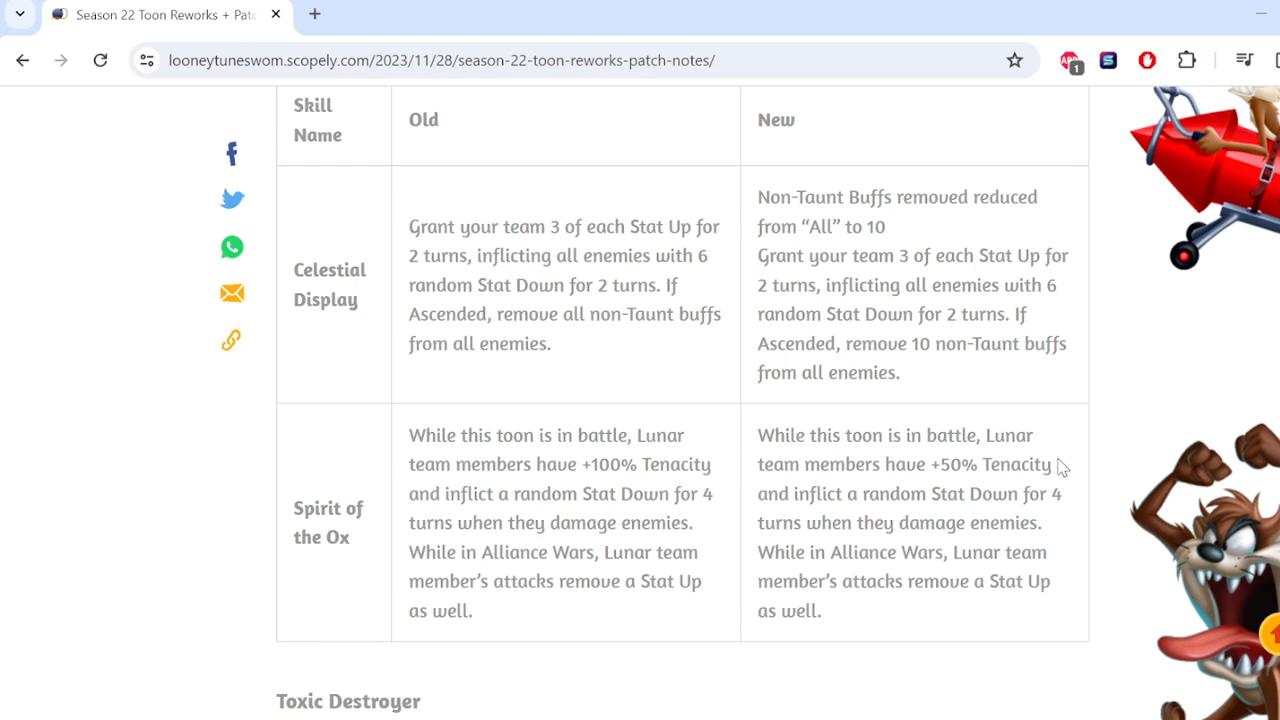 Season 22 Toon Reworks + Patc
looneytuneswom.scopely.com/2023/11/28/season-22-toon-reworks-patch-notes/
1
Skill
Name
Old
New
Celestial
Display
Grant your team 3 of each Stat Up for
2 turns, inflicting all enemies with 6
random Stat Down for 2 turns. If
Ascended, remove all non-Taunt buffs
from all enemies.
Non-Taunt Buffs removed reduced
from “All” to 10
Grant your team 3 of each Stat Up for
2 turns, inflicting all enemies with 6
random Stat Down for 2 turns. If
Ascended, remove 10 non-Taunt buffs
from all enemies.
Spirit of
the Ox
While this toon is in battle, Lunar
team members have +100% Tenacity
and inflict a random Stat Down for 4
turns when they damage enemies.
While in Alliance Wars, Lunar team
member’s attacks remove a Stat Up
as well.
While this toon is in battle, Lunar
team members have +50% Tenacity
and inflict a random Stat Down for 4
turns when they damage enemies.
While in Alliance Wars, Lunar team
member’s attacks remove a Stat Up
as well.
Toxic Destroyer